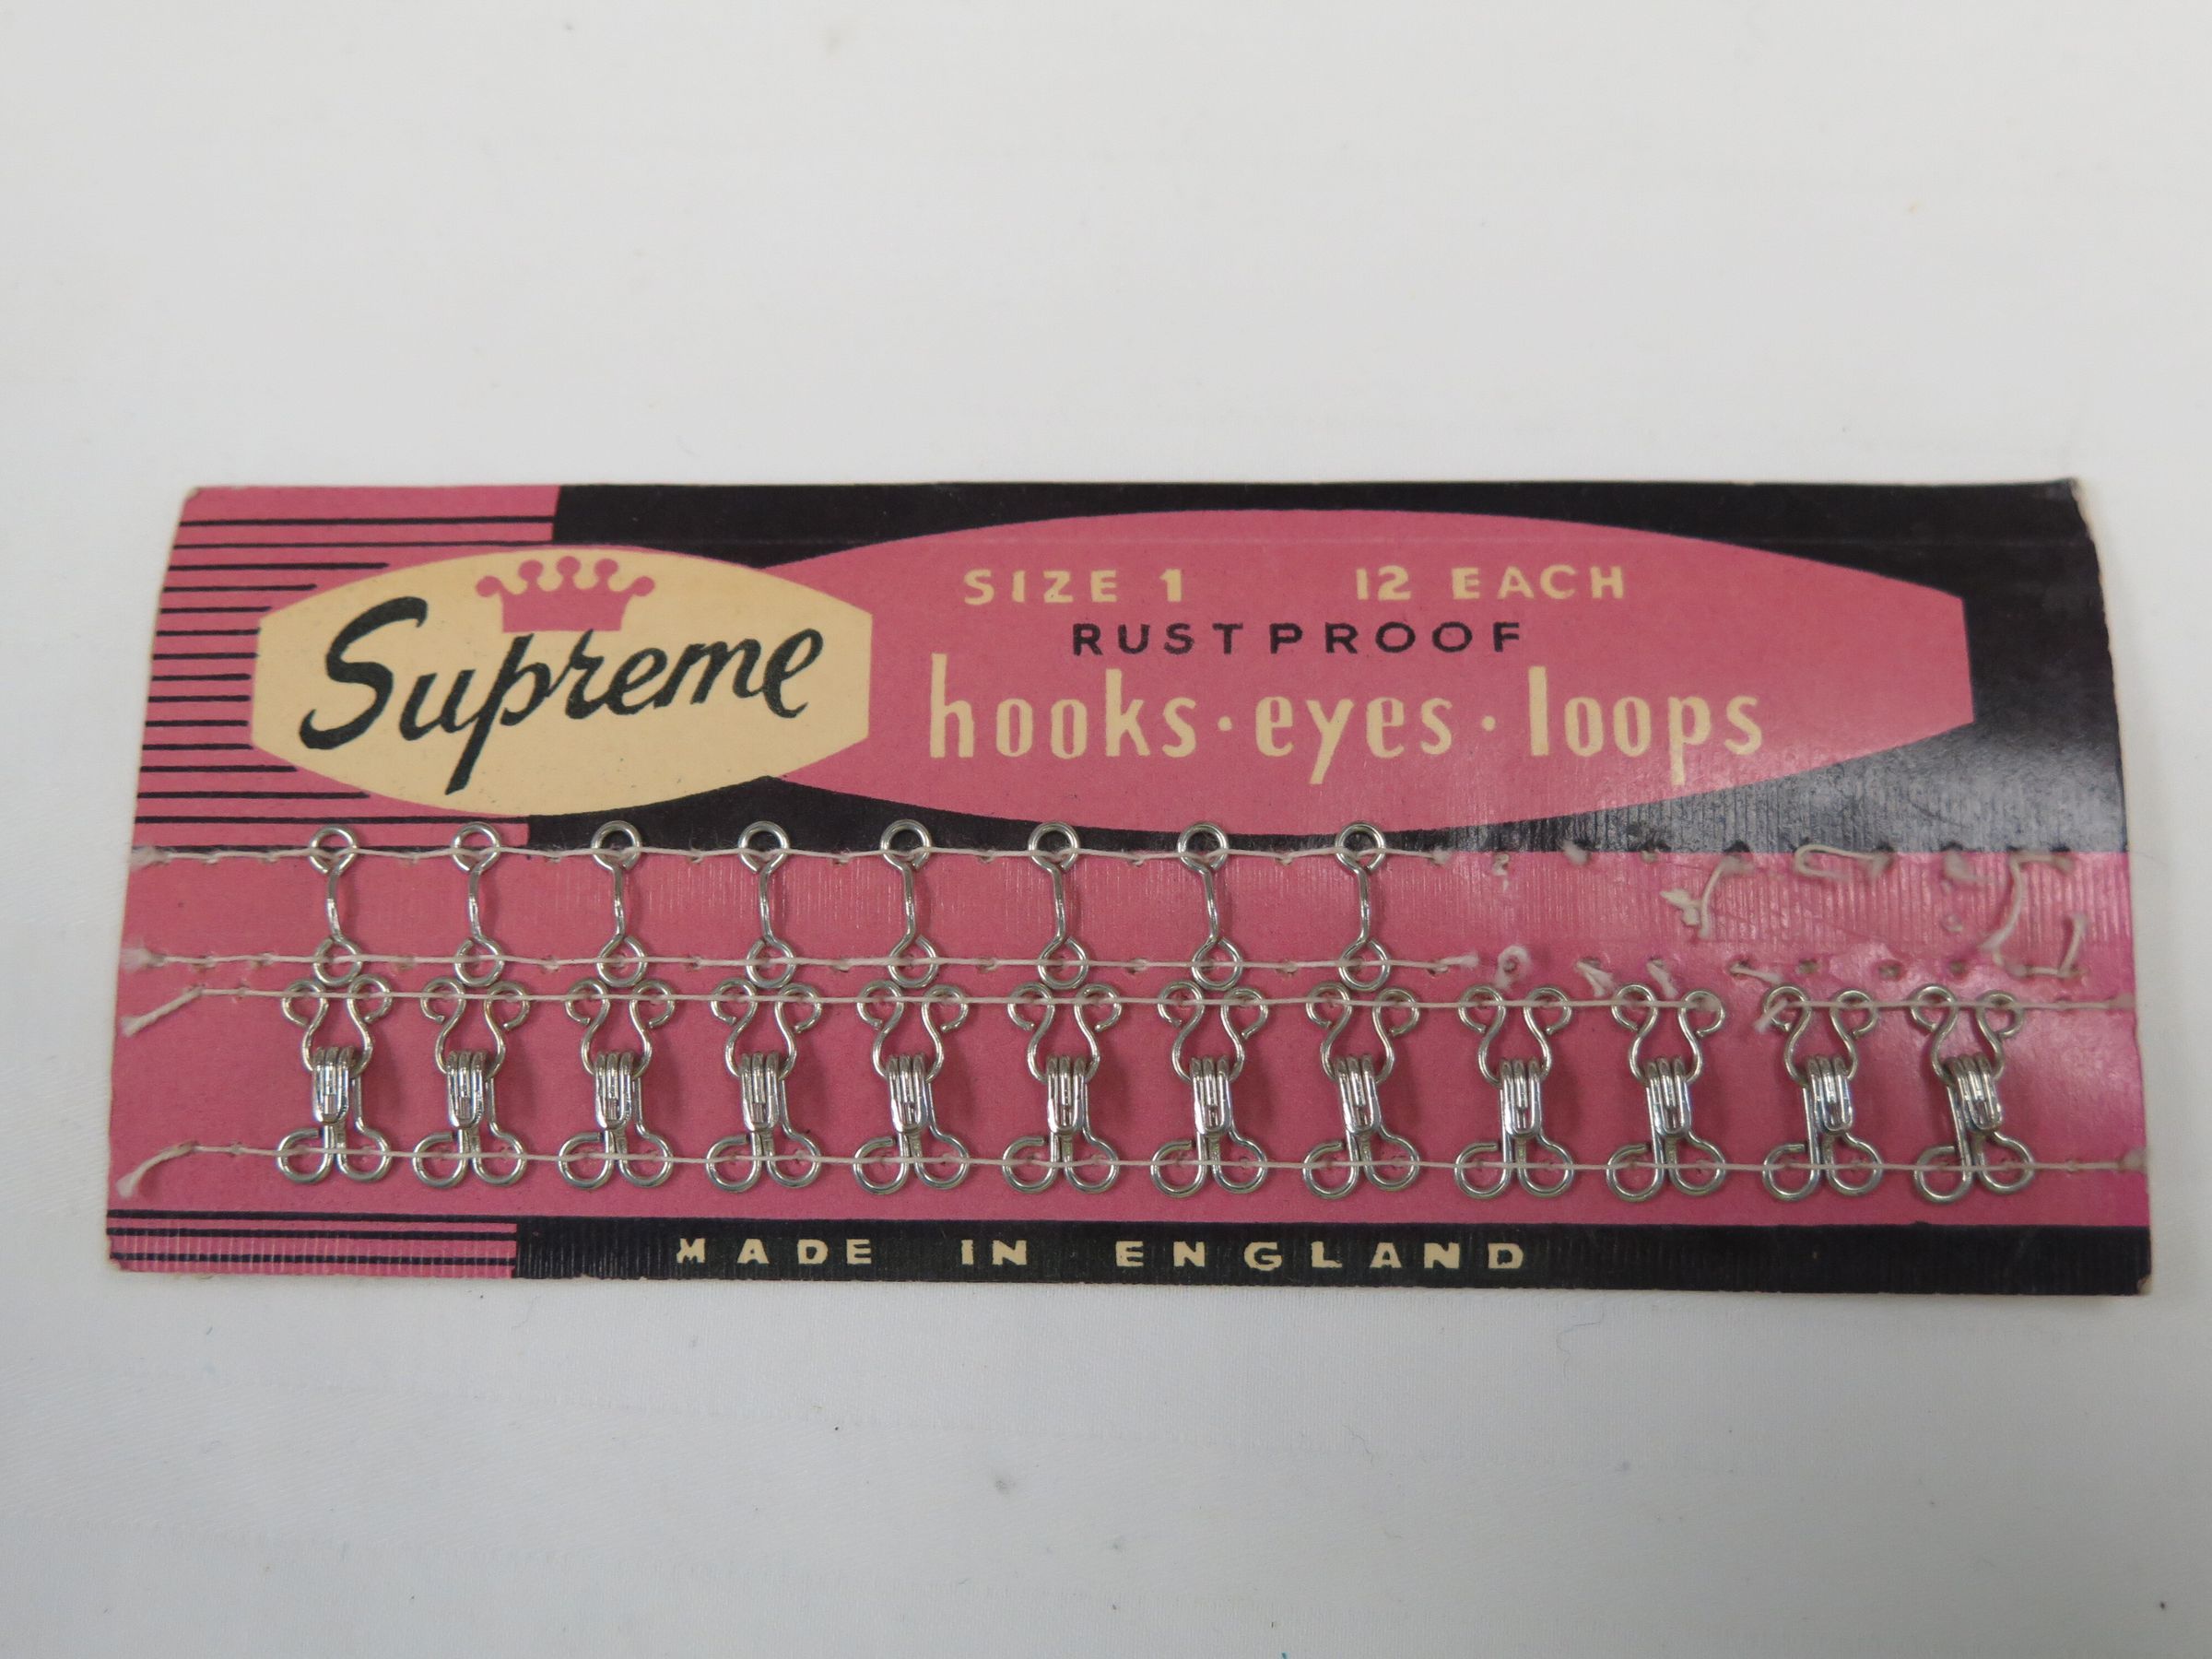 Supreme
SIZE 1 12 EACH
RUSTPROOF
hooks · eyes · loops
MADE IN ENGLAND